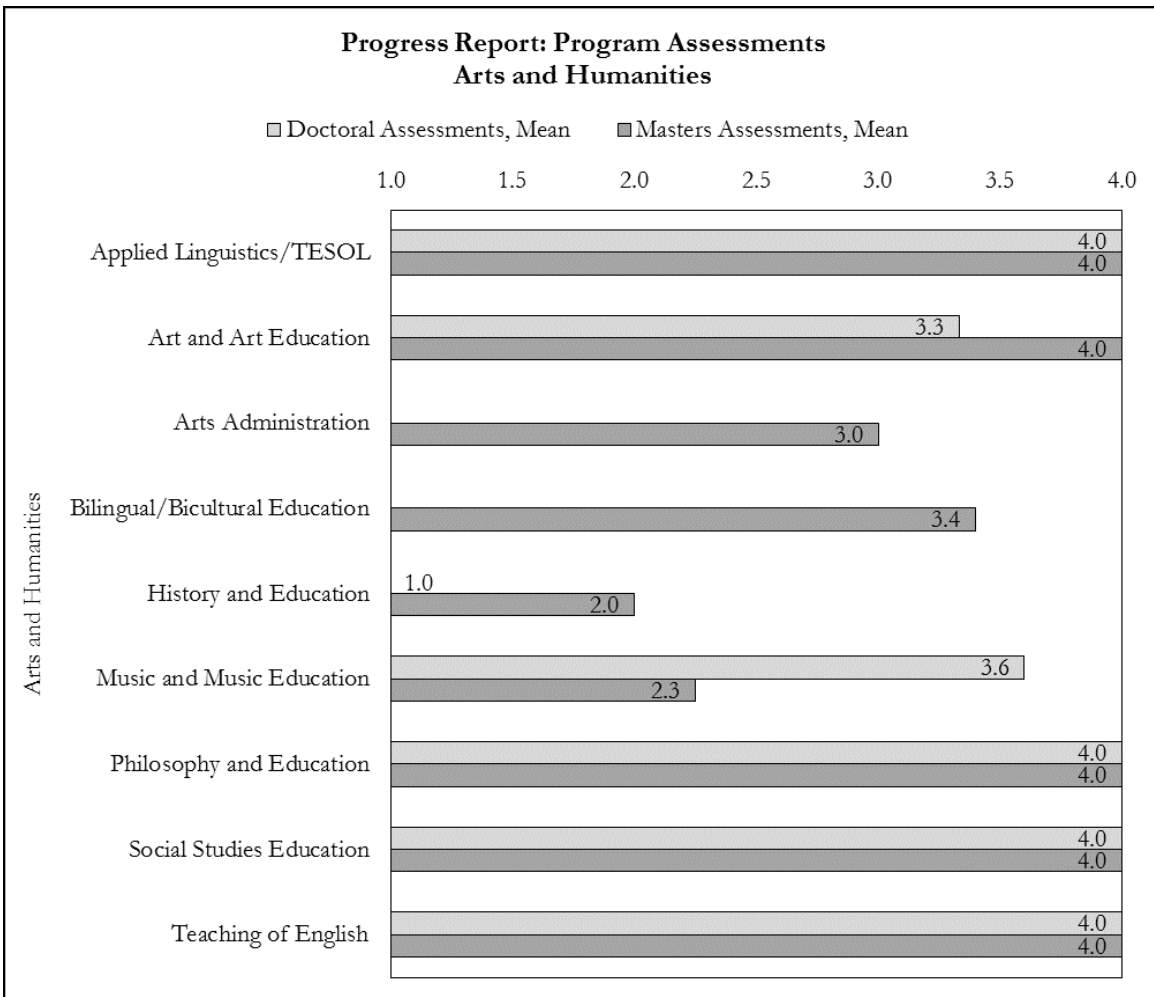 Progress Report: Program Assessments
Arts and Humanities
Doctoral Assessments, Mean Masters Assessments, Mean
1.0 1.5 2.0 2.5 3.0 3.5 4.0
Arts and Humanities
Applied Linguistics/TESOL
4.0
4.0
Art and Art Education
3.3
4.0
Arts Administration
3.0
Bilingual/Bicultural Education
3.4
History and Education
1.0
2.0
Music and Music Education
3.6
2.3
Philosophy and Education
4.0
4.0
Social Studies Education
4.0
4.0
Teaching of English
4.0
4.0